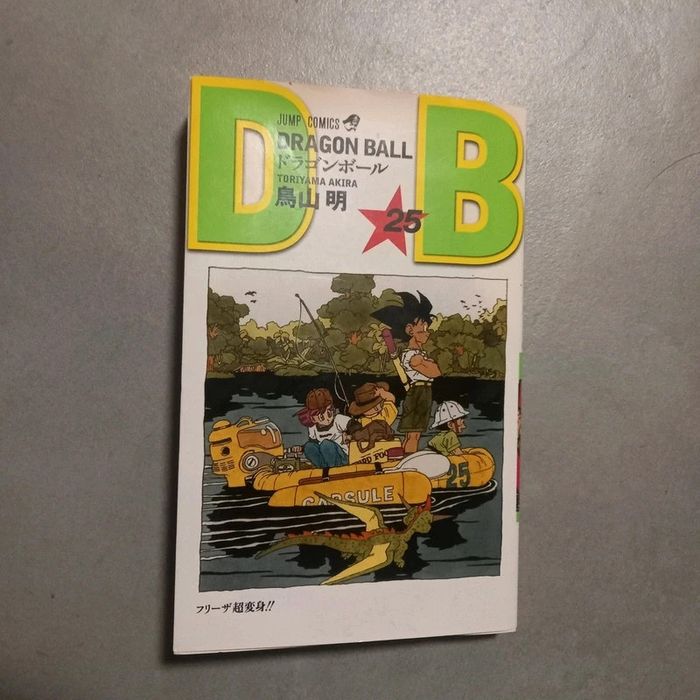 D B
JUMP COMICS
DRAGON BALL
ドラゴンボール
TORIYAMA AKIRA
鳥山 明
25
25
CAPSULE
フリーザ超変身!!